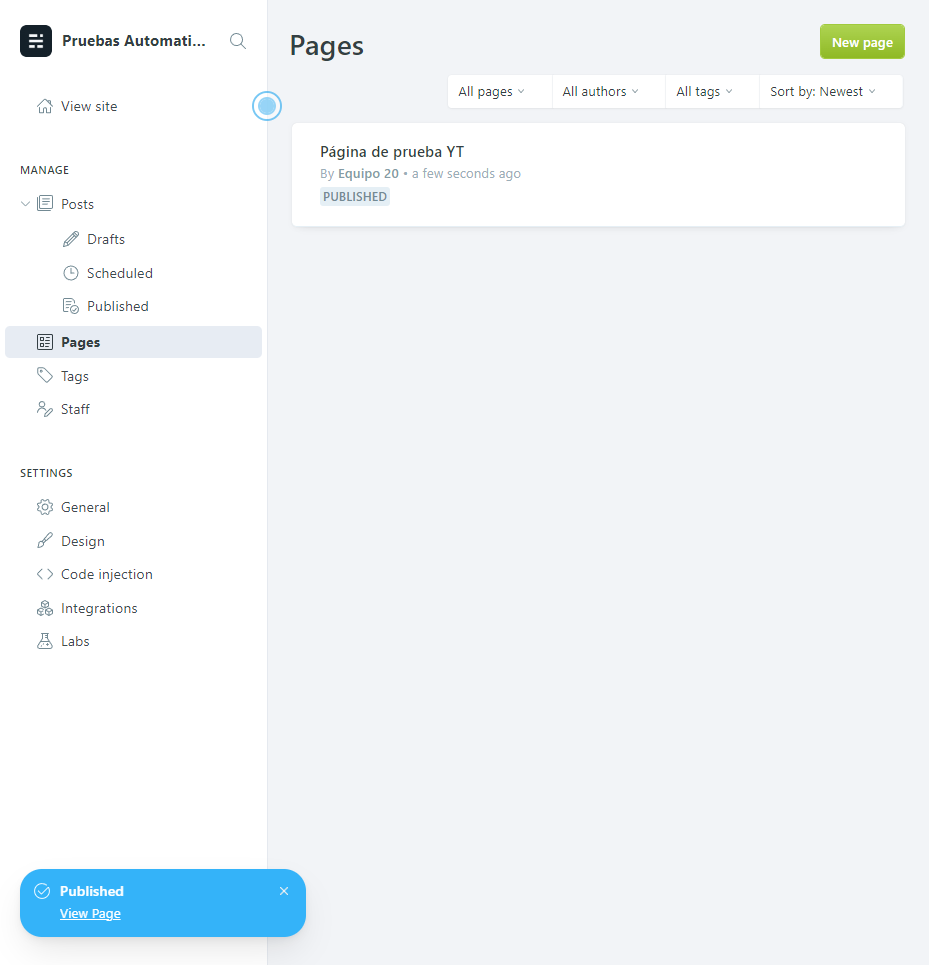 Pruebas Automati...
View site
MANAGE
Posts
Drafts
Scheduled
Published
Pages
Tags
Staff
SETTINGS
General
Design
Code injection
Integrations
Labs
Published
View Page
Pages
New page
All pages All authors All tags Sort by: Newest
Página de prueba YT
By Equipo 20 • a few seconds ago
PUBLISHED